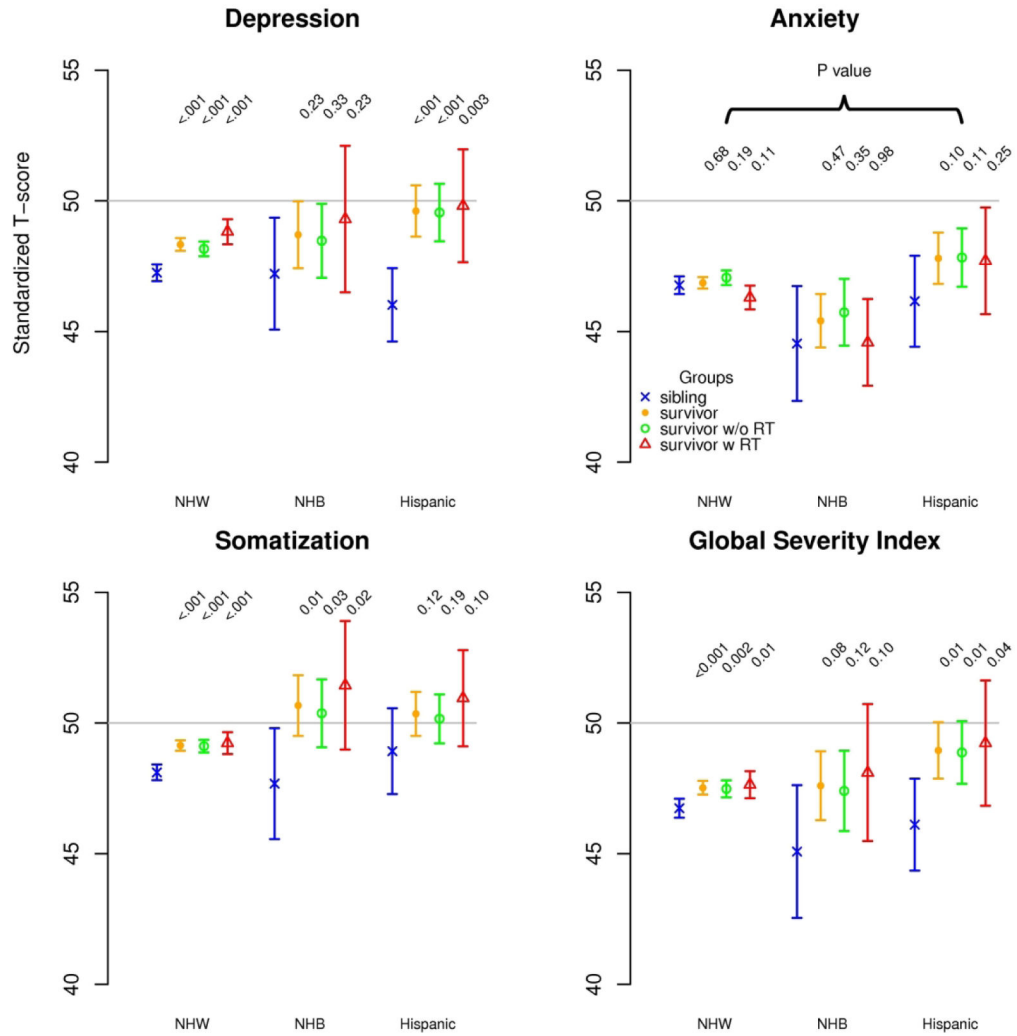 Depression
Anxiety
Standardized T−score
55
50
45
40
<.001 <.001 <.001
0.23 0.33 0.23
<.001 <.001 0.003
NHW NHB Hispanic
55
50
45
40
P value
0.68 0.19 0.11
0.47 0.35 0.98
0.10 0.11 0.25
Groups
sibling
survivor
survivor w/o RT
survivor w RT
NHW NHB Hispanic
Somatization
Global Severity Index
55
50
45
40
<.001 <.001 <.001
0.01 0.03 0.02
0.12 0.19 0.10
NHW NHB Hispanic
55
50
45
40
<0.001 0.002 0.01
0.08 0.12 0.10
0.01 0.01 0.04
NHW NHB Hispanic